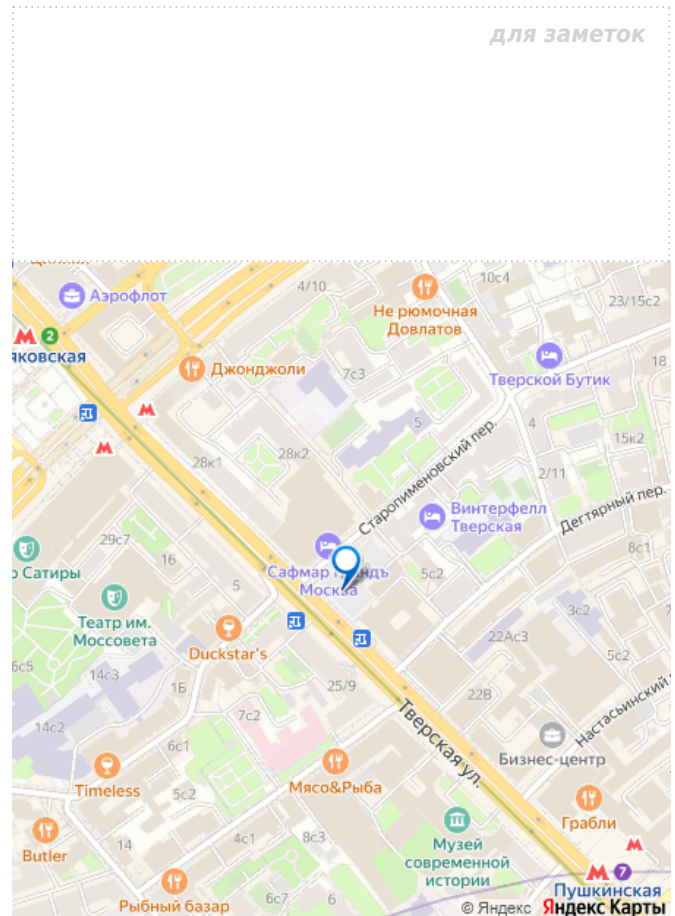 для заметок
Аэрофлот
4/10
10с4
Не рюмочная
Довлатов
23/15с2
2
яковская
Джонджоли
7с3
Тверской Бутик
18
28к1
28к2
5
4
15к2
Старопименовский пер.
2/11
Винтерфелл
Тверская
Дегтярный пер.
29с7
16
р Сатиры
Сафмар Грандъ
Москва
5с2
8с1
5
Театр им.
Моссовета
3с2
7
Duckstar's
22Ас3
5с2
6с5
14с3
1Б
25/9
22В
Настасьинский
14с2
7с2
Тверская ул.
6с1
Бизнес-центр
Timeless
5с2
Мясо&Рыба
Грабли
Butler
14
4с1
8с3
Музей
современной
истории
7
Пушкинская
Рыбный базар
6с7
6
© Яндекс Яндекс Карты